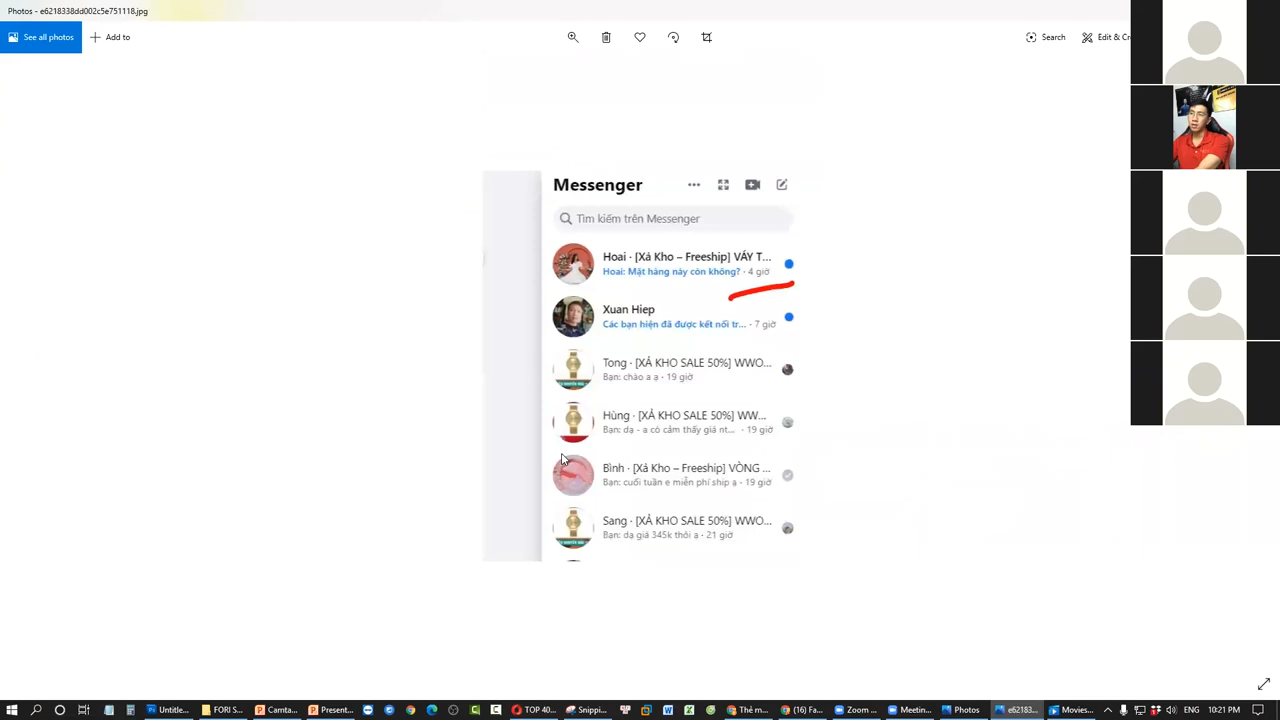 Photos - e6218338dd002c5e751118.jpg
See all photos
Add to
Search
Edit & Cr
Messenger
Tìm kiếm trên Messenger
Hoai · [Xả Kho – Freeship] VÁY T...
Hoai: Mặt hàng này còn không? · 4 giờ
Xuan Hiep
Các bạn hiện đã được kết nối tr... · 7 giờ
Tong · [XẢ KHO SALE 50%] WWO...
Bạn: chào a ạ · 19 giờ
Hùng · [XẢ KHO SALE 50%] WW...
Bạn: dạ - a có cảm thấy giá nt... · 19 giờ
Bình · [Xả Kho – Freeship] VÒNG ...
Bạn: cuối tuần e miễn phí ship ạ · 19 giờ
Sang · [XẢ KHO SALE 50%] WWO...
Bạn: dạ giá 345k thôi ạ · 21 giờ
Untitle...
FORI S...
Camta...
Present...
TOP 40...
Snippi...
Thẻ m...
(16) Fa...
Zoom ...
Meetin...
Photos
e62183...
Movies...
ENG
10:21 PM